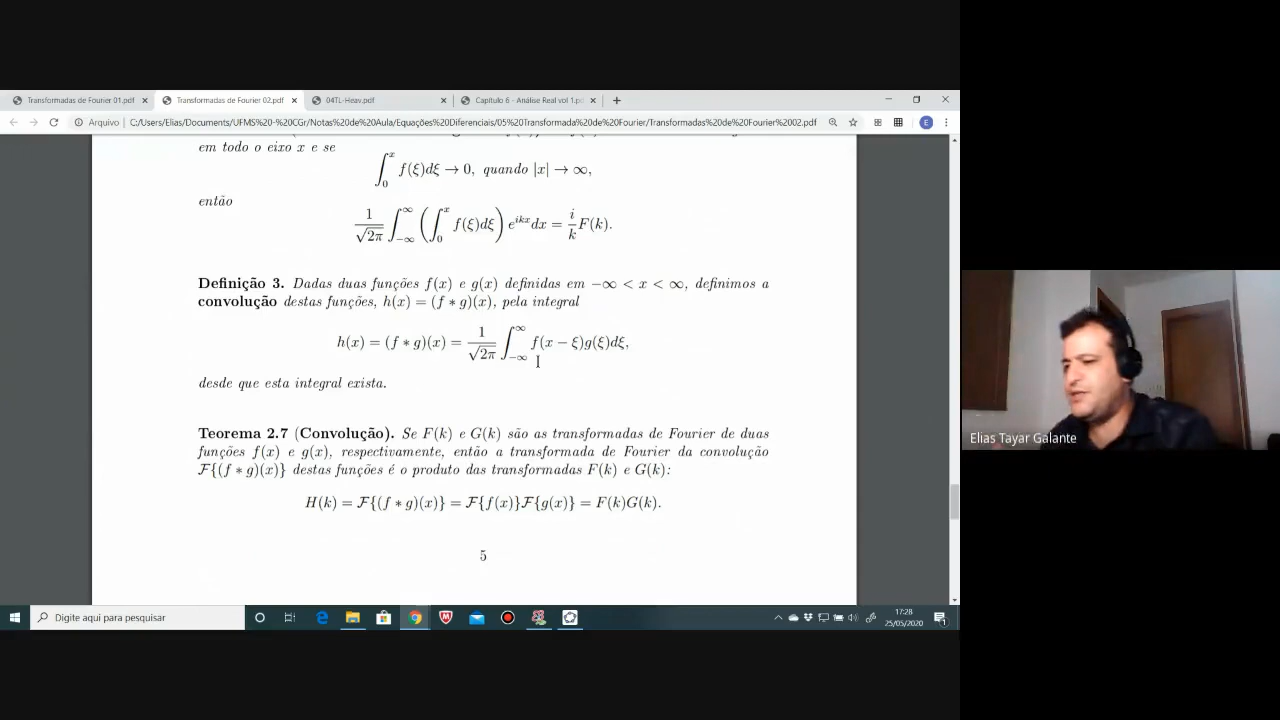 Transformadas de Fourier 01.pdf
Transformadas de Fourier 02.pdf
04TL-Heav.pdf
Capítulo 6 - Análise Real vol 1.pd
Arquivo
C:/Users/Elias/Documents/UFMS%20-%20CGr/Notas%20de%20Aula/Equações%20Diferenciais/05%20Transformada%20de%20Fourier/Transformadas%20de%20Fourier%2002.pdf
E
em todo o eixo x e se
∫_0^x f(ξ)dξ → 0, quando |x| → ∞,
então
1/√2π ∫_{-∞}^{∞} (∫_0^x f(ξ)dξ) e^{ikx}dx = i/k F(k).
Definição 3. Dadas duas funções f(x) e g(x) definidas em −∞ < x < ∞, definimos a
convolução destas funções, h(x) = (f ∗ g)(x), pela integral
h(x) = (f ∗ g)(x) = 1/√2π ∫_{-∞}^{∞} f(x − ξ)g(ξ)dξ,
desde que esta integral exista.
Teorema 2.7 (Convolução). Se F(k) e G(k) são as transformadas de Fourier de duas
funções f(x) e g(x), respectivamente, então a transformada de Fourier da convolução
ℱ{(f ∗ g)(x)} destas funções é o produto das transformadas F(k) e G(k):
H(k) = ℱ{(f ∗ g)(x)} = ℱ{f(x)}ℱ{g(x)} = F(k)G(k).
5
Elias Tayar Galante
Digite aqui para pesquisar
17:28
25/05/2020